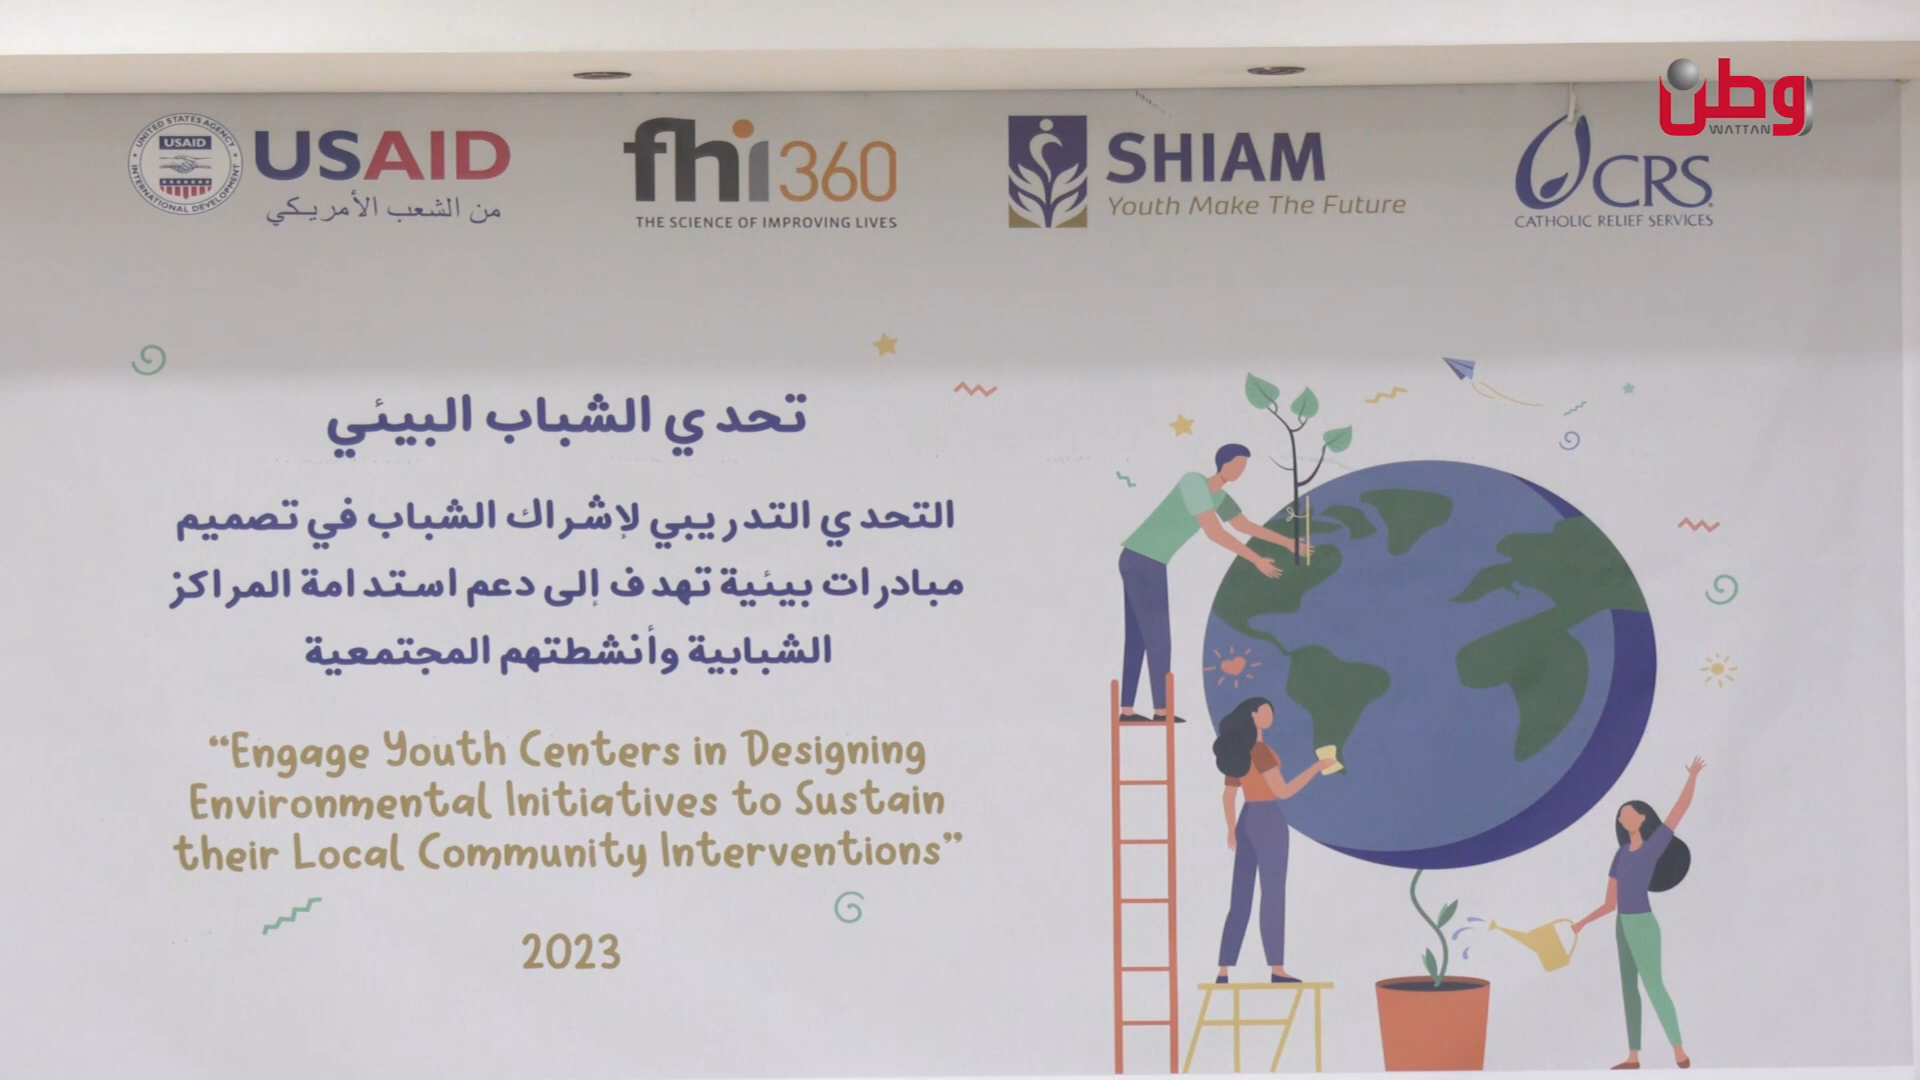 وطن
WATTAN
UNITED STATES AGENCY
USAID
INTERNATIONAL DEVELOPMENT
USAID
من الشعب الأمريكي
fhi360
THE SCIENCE OF IMPROVING LIVES
SHIAM
Youth Make The Future
CRS
CATHOLIC RELIEF SERVICES
تحدي الشباب البيئي
التحدي التدريبي لإشراك الشباب في تصميم
مبادرات بيئية تهدف إلى دعم استدامة المراكز
الشبابية وأنشطتهم المجتمعية
“Engage Youth Centers in Designing
Environmental Initiatives to Sustain
their Local Community Interventions”
2023